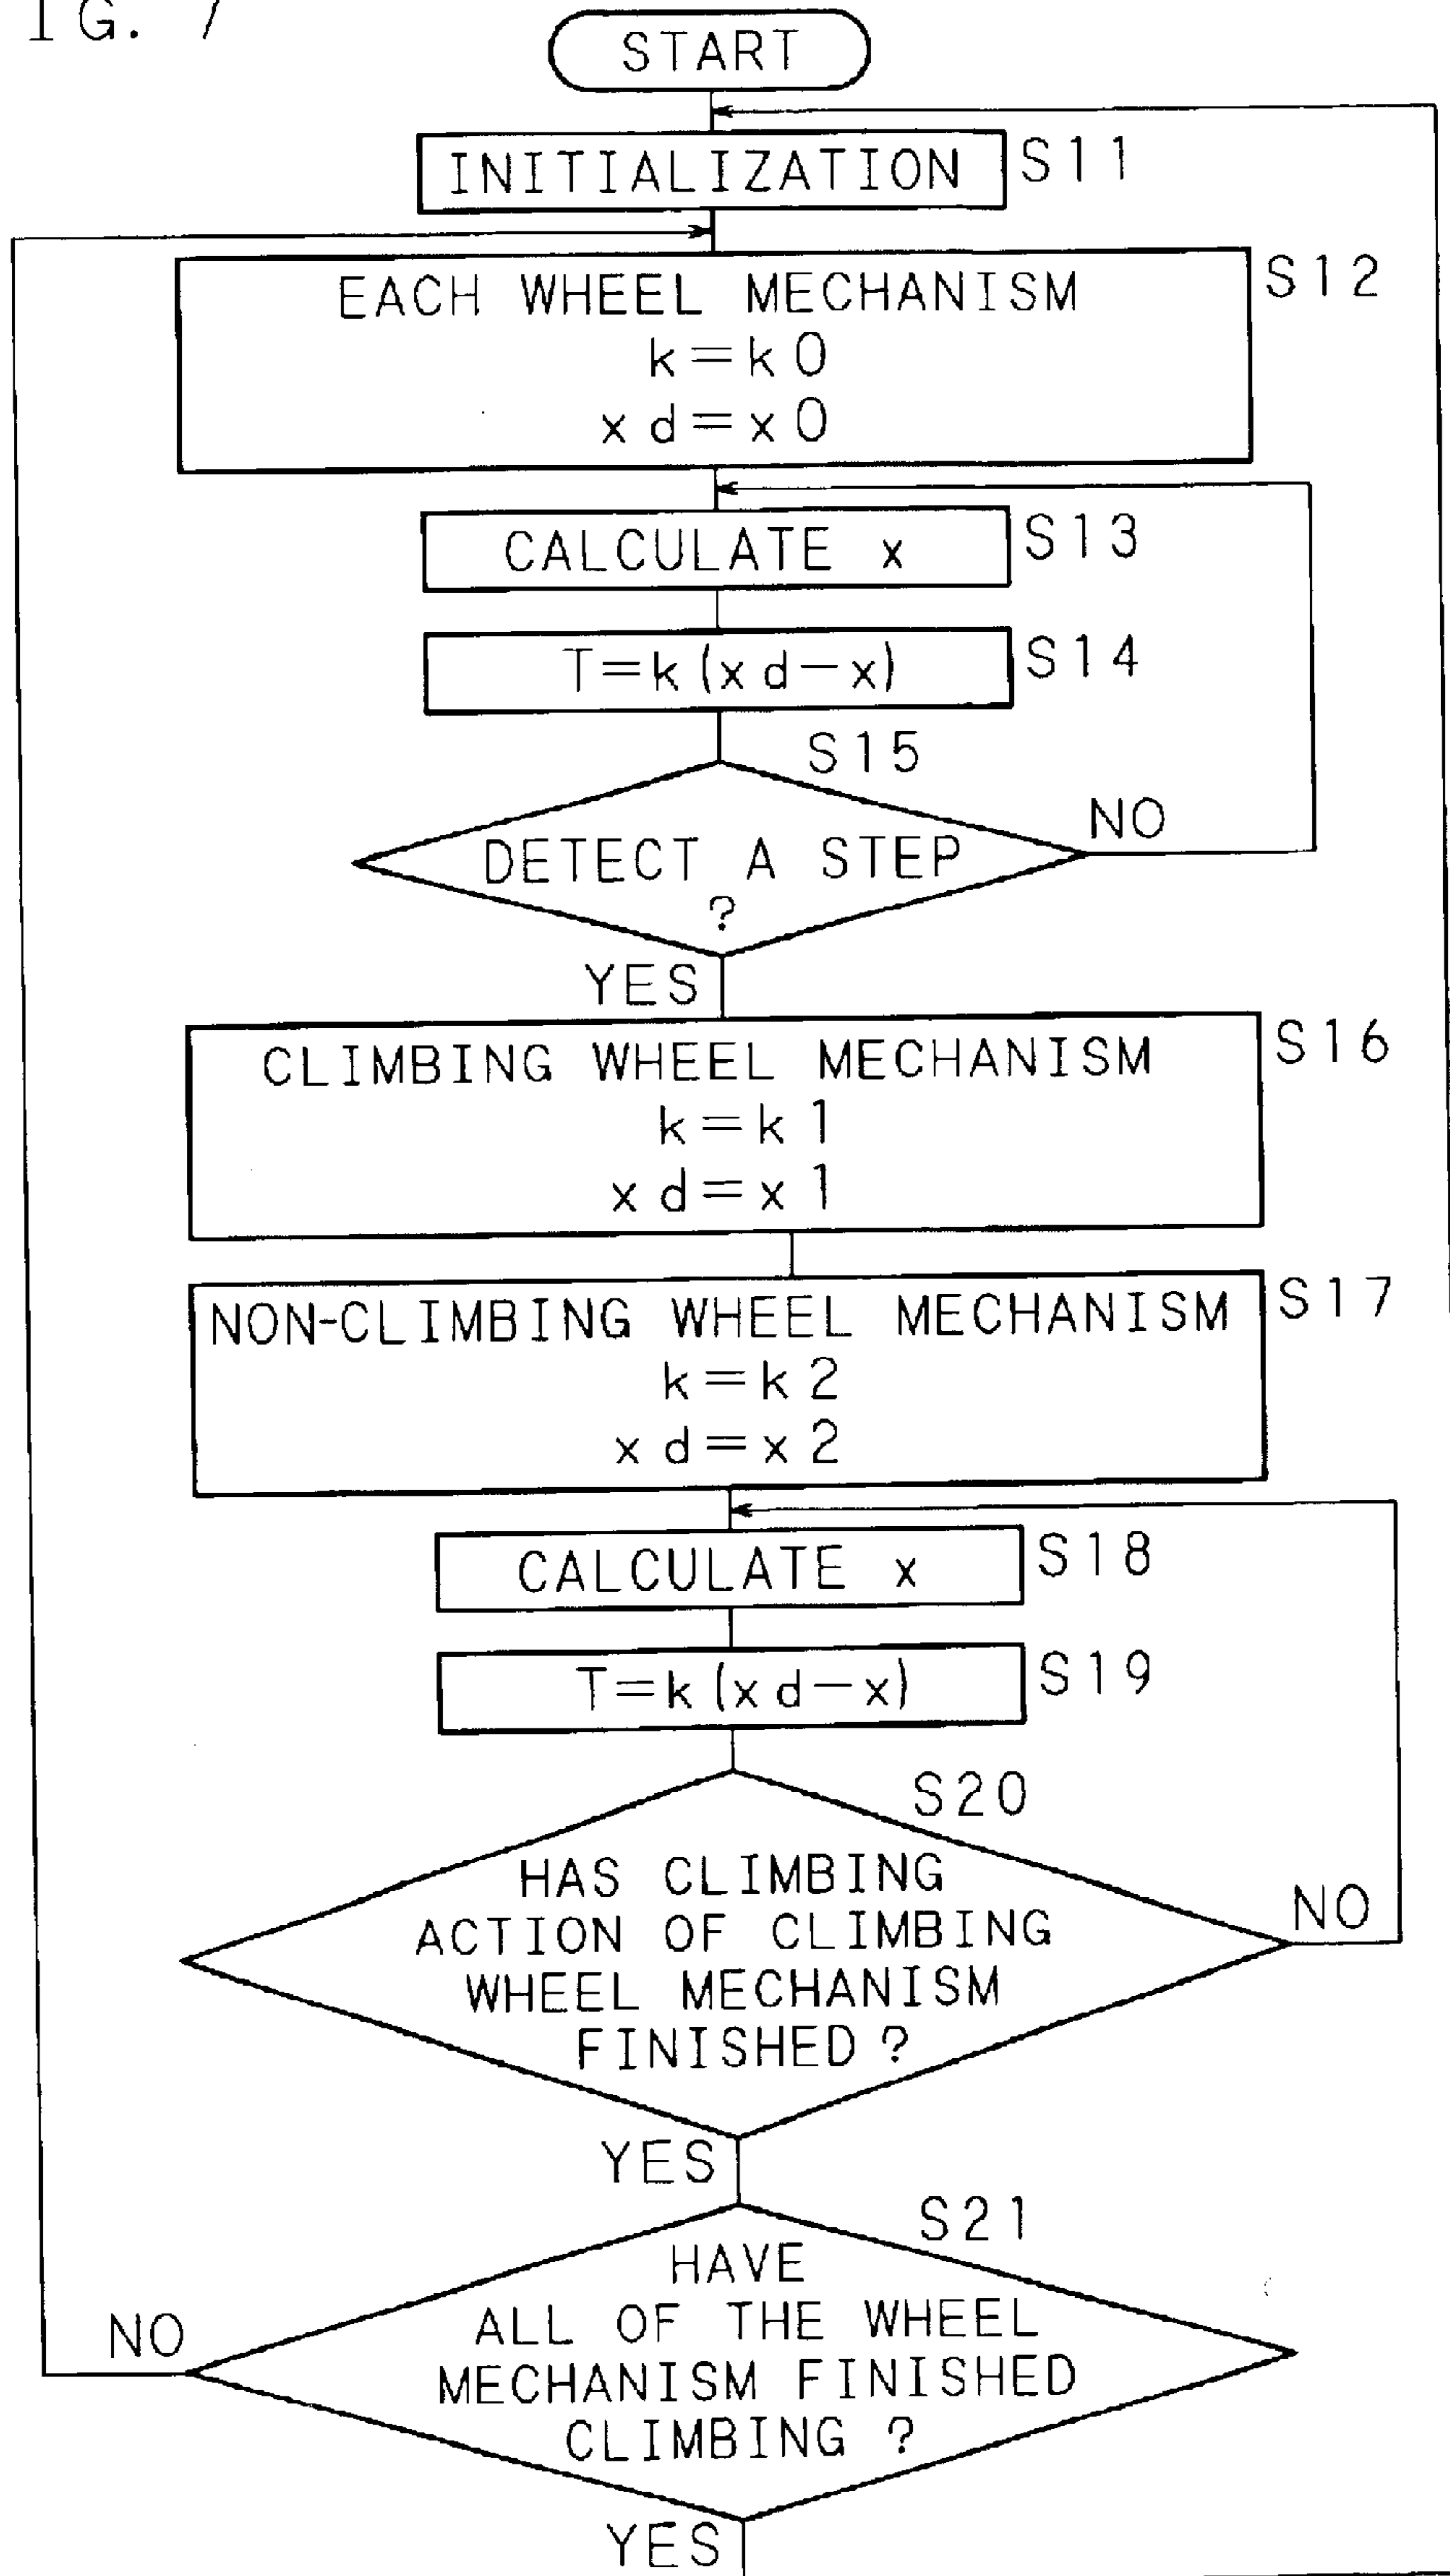 IG. 7
START
INITIALIZATION S11
EACH WHEEL MECHANISM S12
k=k0
xd=x0
CALCULATE x S13
T=k(xd-x) S14
S15
NO
DETECT A STEP
?
YES
CLIMBING WHEEL MECHANISM S16
k=k1
xd=x1
NON-CLIMBING WHEEL MECHANISM S17
k=k2
xd=x2
CALCULATE x S18
T=k(xd-x) S19
S20
HAS CLIMBING
NO
ACTION OF CLIMBING
WHEEL MECHANISM
FINISHED?
YES
S21
HAVE
NO
ALL OF THE WHEEL
MECHANISM FINISHED
CLIMBING ?
YES